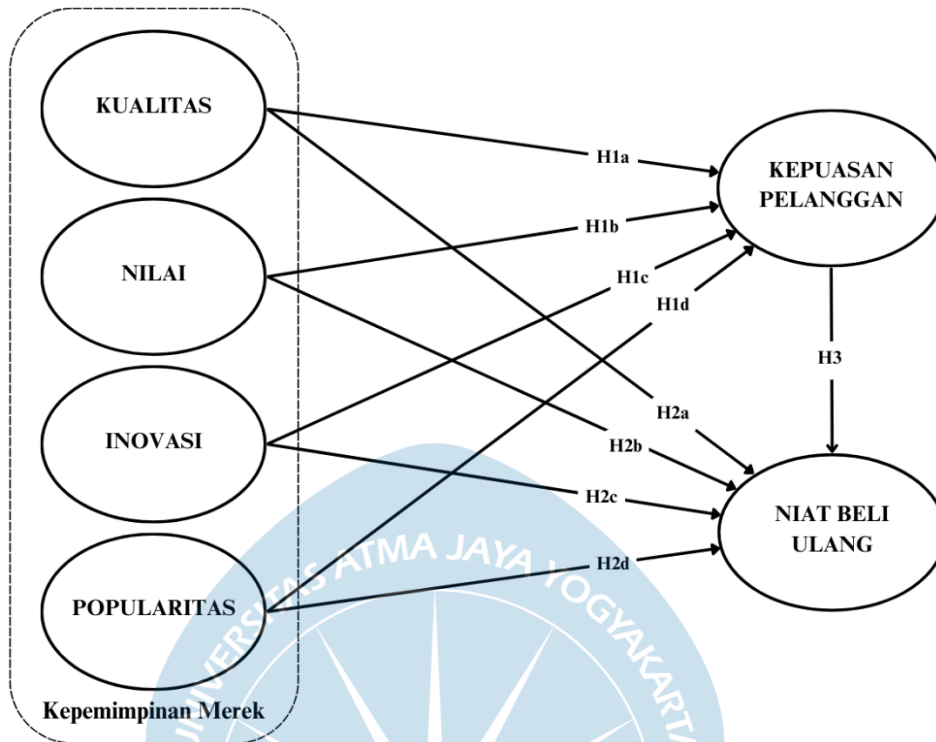 KUALITAS
NILAI
INOVASI
POPULARITAS
Kepemimpinan Merek
H1a
H1b
H1c
H1d
H2a
H2b
H2c
H2d
KEPUASAN
PELANGGAN
H3
NIAT BELI
ULANG
UNIVERSITAS ATMA JAYA YOGYAKARTA